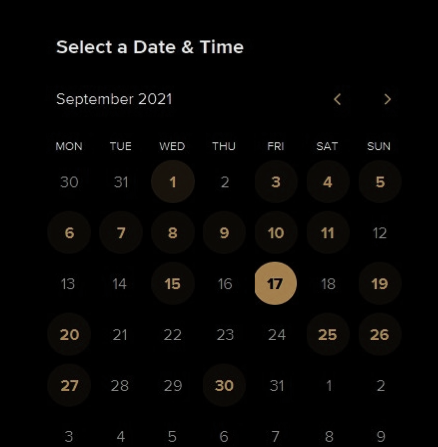 Select a Date & Time
September 2021
MON TUE WED THU FRI SAT SUN
30 31 1 2 3 4 5
6 7 8 9 10 11 12
13 14 15 16 17 18 19
20 21 22 23 24 25 26
27 28 29 30 31 1 2
3 4 5 6 7 8 9